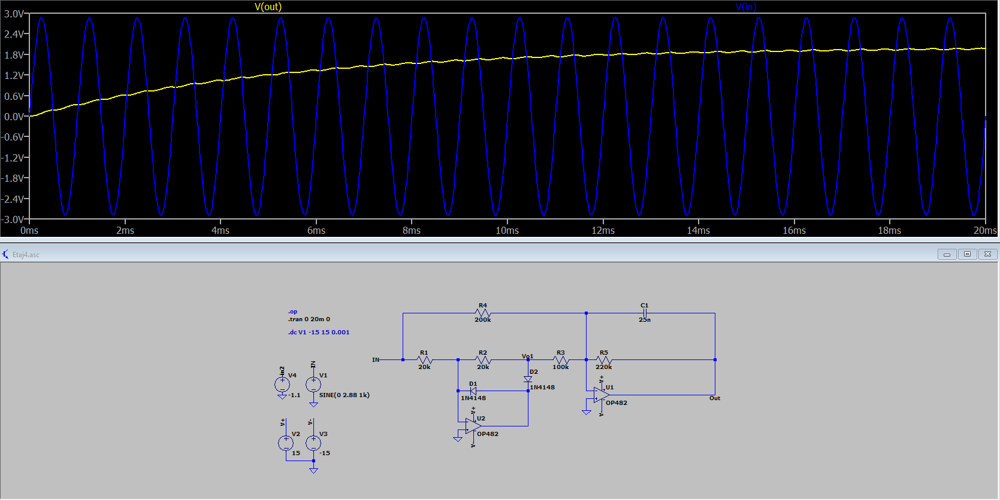 V(out) V(in)
3.0V
2.4V
1.8V
1.2V
0.6V
0.0V
-0.6V
-1.2V
-1.8V
-2.4V
-3.0V
0ms 2ms 4ms 6ms 8ms 10ms 12ms 14ms 16ms 18ms 20ms
Etaj4.asc
.op
.tran 0 20m 0
.dc V1 -15 15 0.001
R4
200k
C1
25n
IN
R1
20k
R2
20k
Vo1
R3
100k
R5
220k
D2
1N4148
D1
1N4148
V+
U2
OP482
V-
V+
U1
OP482
V-
Out
in2
V4
-1.1
IN
V1
SINE(0 2.88 1k)
V+
V2
15
V-
V3
-15